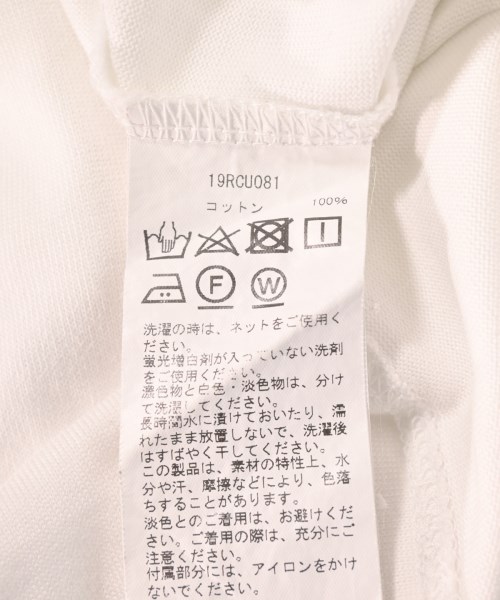 19RCU081
コットン 100%
F W
洗濯の時は、ネットをご使用く
ださい。
蛍光増白剤が入っていない洗剤
をご使用ください。
濃色物と白色・淡色物は、分け
て洗濯してください。
長時間水に漬けておいたり、濡
れたまま放置しないで、洗濯後
はすばやく干してください。
この製品は、素材の特性上、水
分や汗、摩擦などにより、色落
ちすることがあります。
淡色とのご着用は、お避けくだ
さい。ご着用の際は、充分にご
注意ください。
付属部分には、アイロンをかけ
ないでください。